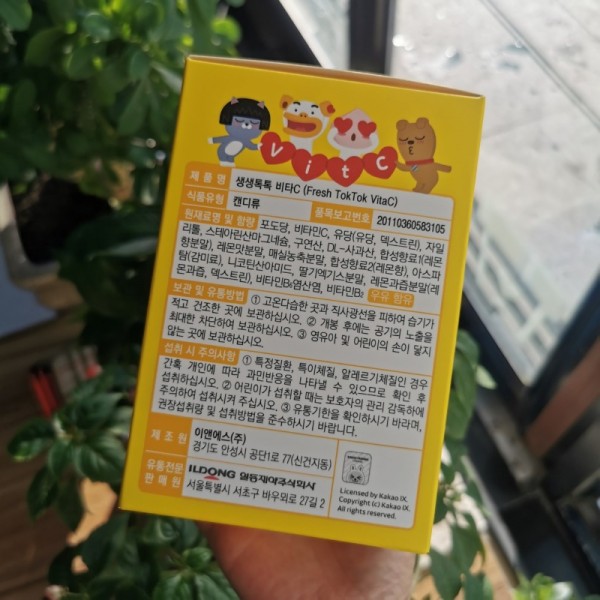 Vit C
제 품 명 생생톡톡 비타C (Fresh TokTok VitaC)
식품유형 캔디류 품목보고번호 20110360583105
원재료명 및 함량 포도당, 비타민C, 유당(유당, 덱스트린), 자일
리톨, 스테아린산마그네슘, 구연산, DL-사과산, 합성향료1(레몬
향분말), 레몬맛분말, 매실농축분말, 합성향료2(레몬향), 아스파
탐(감미료), 니코틴산아미드, 딸기엑기스분말, 레몬과즙분말(레
몬과즙, 덱스트린), 비타민B₆염산염, 비타민B₂ 우유 함유
보관 및 유통방법 ① 고온다습한 곳과 직사광선을 피하여 습기가
적고 건조한 곳에 보관하십시오. ② 개봉 후에는 공기의 노출을
최대한 차단하여 보관하십시오. ③ 영유아 및 어린이의 손이 닿지
않는 곳에 보관하십시오.
섭취 시 주의사항 ① 특정질환, 특이체질, 알레르기체질인 경우
간혹 개인에 따라 과민반응을 나타낼 수 있으므로 확인 후
섭취하십시오. ② 어린이가 섭취할 때는 보호자의 관리 감독하에
주의하여 섭취시켜 주십시오. ③ 유통기한을 확인하시기 바라며,
권장섭취량 및 섭취방법을 준수하시기 바랍니다.
제 조 원 이앤에스(주)
경기도 안성시 공단1로 77(신건지동)
유통전문
판 매 원 ILDONG 일동제약주식회사
서울특별시 서초구 바우뫼로 27길 2
Licensed by Kakao IX.
Copyright (c) Kakao IX.
All rights reserved.